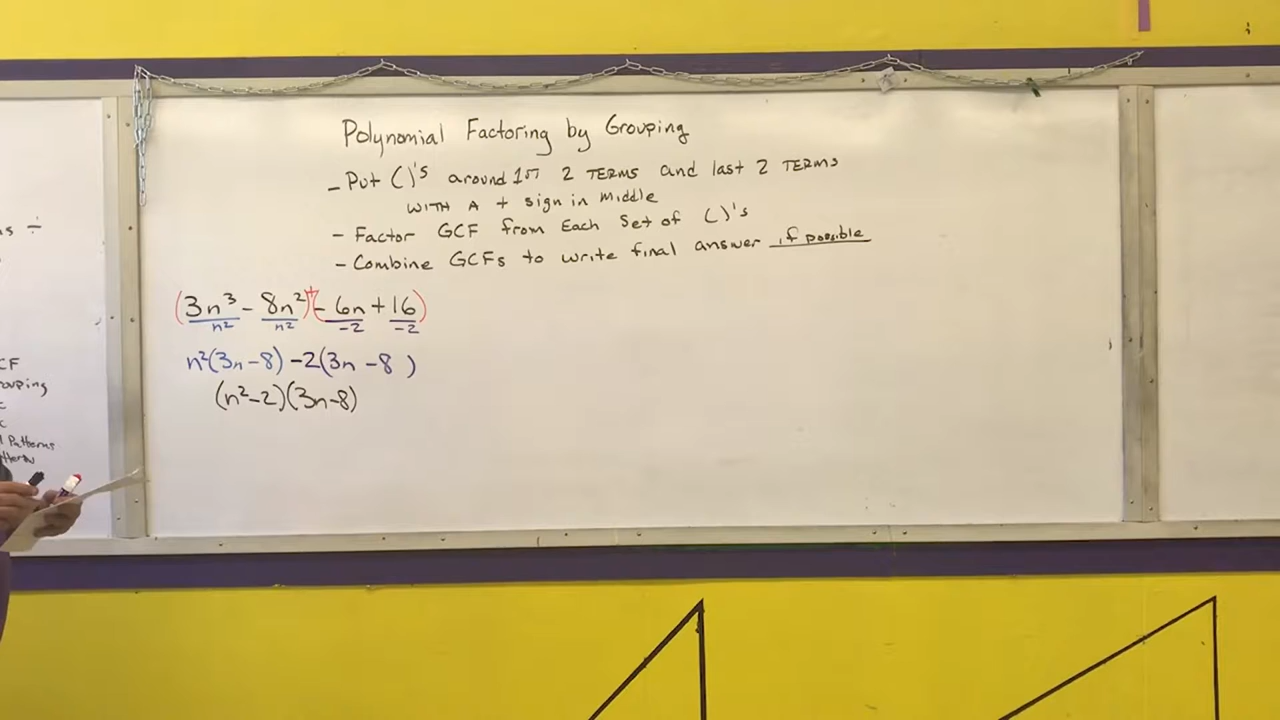 Polynomial Factoring by Grouping
- Put ( )'s around 1st 2 TERMS and last 2 TERMS
WITH A + sign in middle
- Factor GCF from Each Set of ( )'s
- Combine GCFs to write final answer if possible
(3n³ - 8n²)+(- 6n + 16)
n² n² -2 -2
n²(3n - 8) - 2(3n - 8 )
(n² - 2)(3n - 8)
÷
CF
Patterns